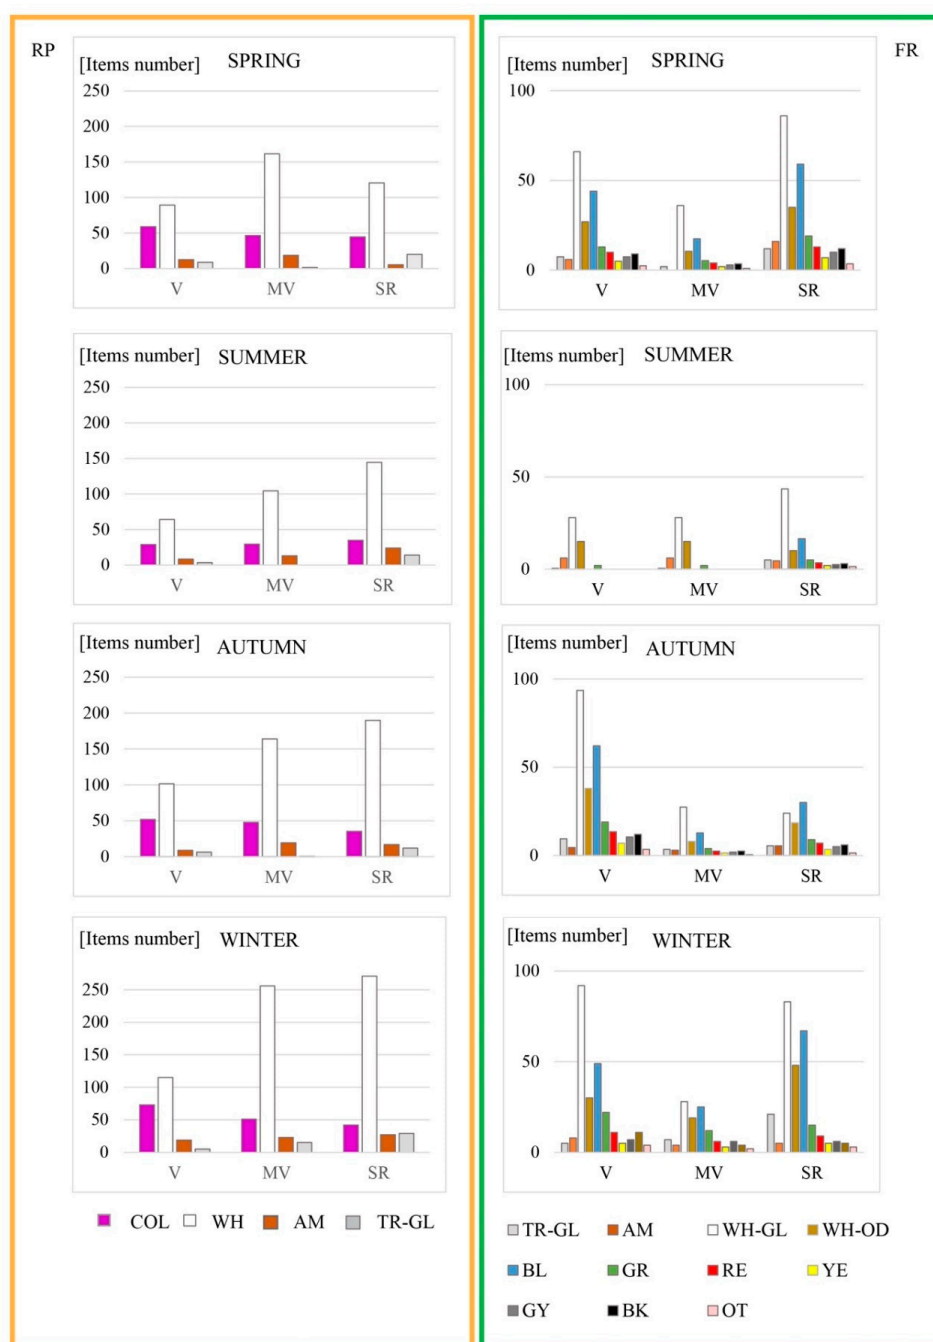 RP
[Items number] SPRING
250
200
150
100
50
0
V MV SR
[Items number] SUMMER
250
200
150
100
50
0
V MV SR
[Items number] AUTUMN
250
200
150
100
50
0
V MV SR
[Items number] WINTER
250
200
150
100
50
0
V MV SR
COL WH AM TR-GL
FR
[Items number] SPRING
100
50
0
V MV SR
[Items number] SUMMER
100
50
0
V MV SR
[Items number] AUTUMN
100
50
0
V MV SR
[Items number] WINTER
100
50
0
V MV SR
TR-GL AM WH-GL WH-OD
BL GR RE YE
GY BK OT